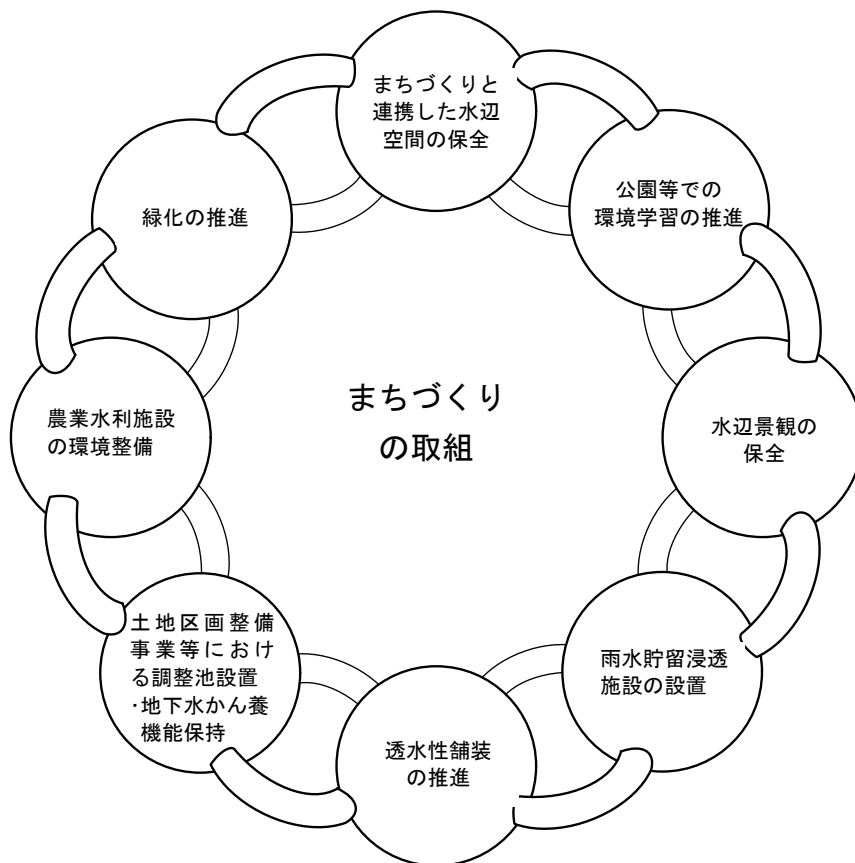 まちづくりと
連携した水辺
空間の保全
公園等での
環境学習の推進
水辺景観の
保全
雨水貯留浸透
施設の設置
透水性舗装
の推進
土地区画整備
事業等におけ
る調整池設置
・地下水かん養
機能保持
農業水利施設
の環境整備
緑化の推進
まちづくり
の取組